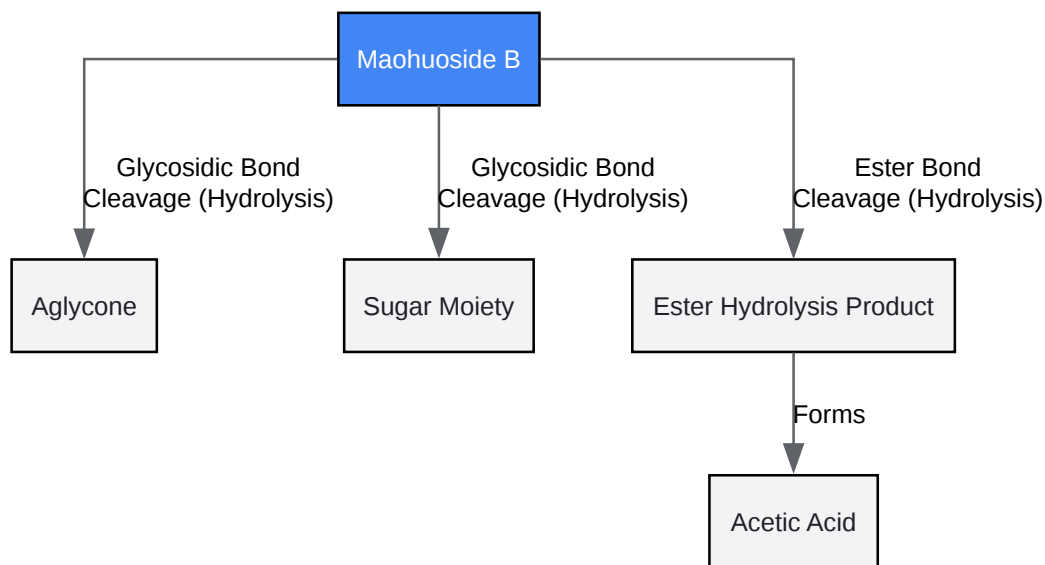 Maohuoside B
Glycosidic Bond
Cleavage (Hydrolysis)
Glycosidic Bond
Cleavage (Hydrolysis)
Ester Bond
Cleavage (Hydrolysis)
Aglycone
Sugar Moiety
Ester Hydrolysis Product
Forms
Acetic Acid